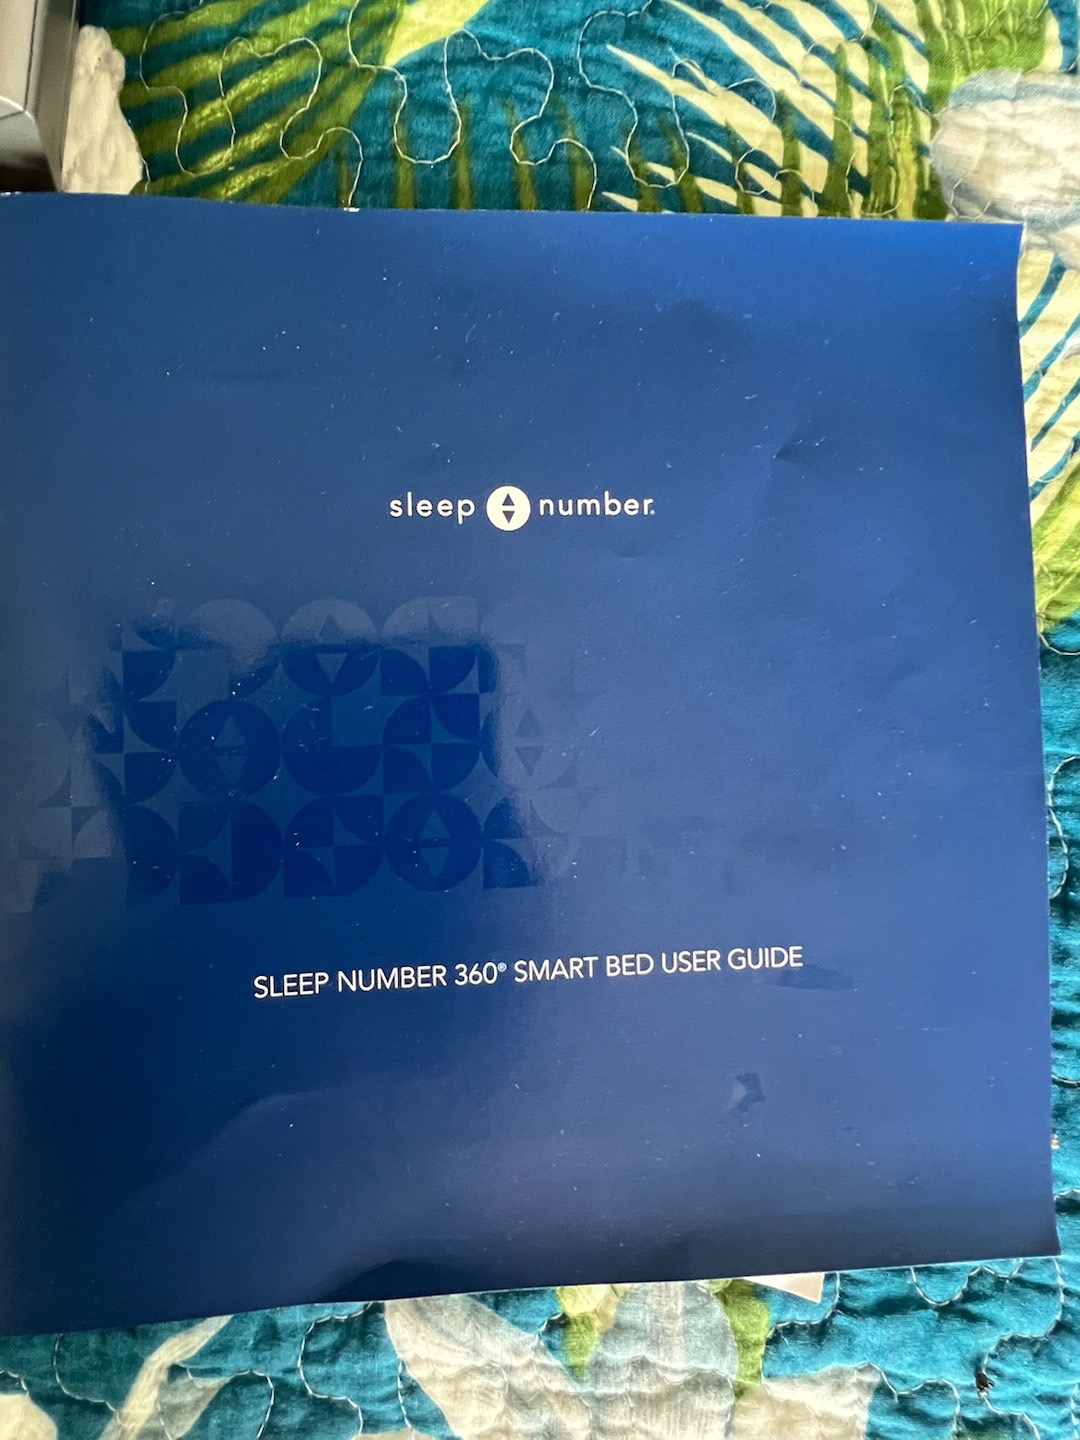 sleep number.
SLEEP NUMBER 360® SMART BED USER GUIDE